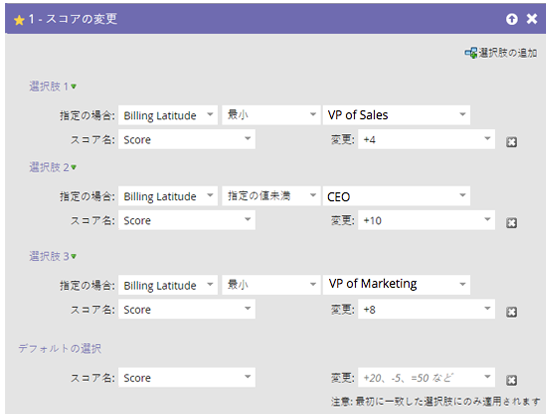 1 - スコアの変更
選択肢の追加
選択肢 1
指定の場合: Billing Latitude 最小 VP of Sales
スコア名: Score 変更: +4
選択肢 2
指定の場合: Billing Latitude 指定の値未満 CEO
スコア名: Score 変更: +10
選択肢 3
指定の場合: Billing Latitude 最小 VP of Marketing
スコア名: Score 変更: +8
デフォルトの選択
スコア名: Score 変更: +20、-5、=50 など
注意: 最初に一致した選択肢にのみ適用されます